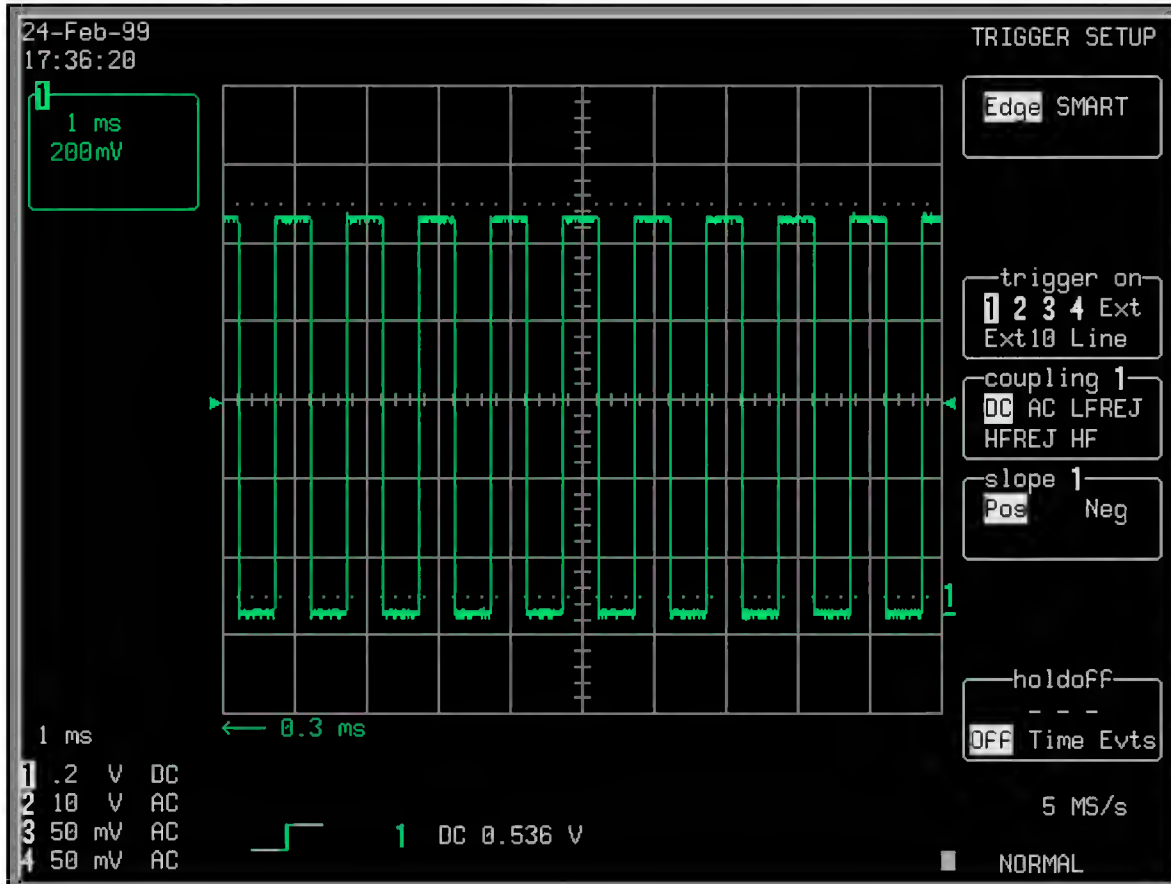 24-Feb-99
17:36:20
TRIGGER SETUP
1
1 ms
200mV
Edge SMART
trigger on
1 2 3 4 Ext
Ext10 Line
coupling 1
DC AC LFREJ
HFREJ HF
slope 1
Pos Neg
1
holdoff
- - -
OFF Time Evts
← 0.3 ms
1 ms
1 .2 V DC
2 10 V AC
3 50 mV AC
4 50 mV AC
1 DC 0.536 V
5 MS/s
NORMAL